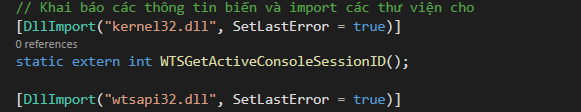 // Khai báo các thông tin biến và import các thư viện cho
[DllImport("kernel32.dll", SetLastError = true)]
0 references
static extern int WTSGetActiveConsoleSessionID();
[DllImport("wtsapi32.dll", SetLastError = true)]